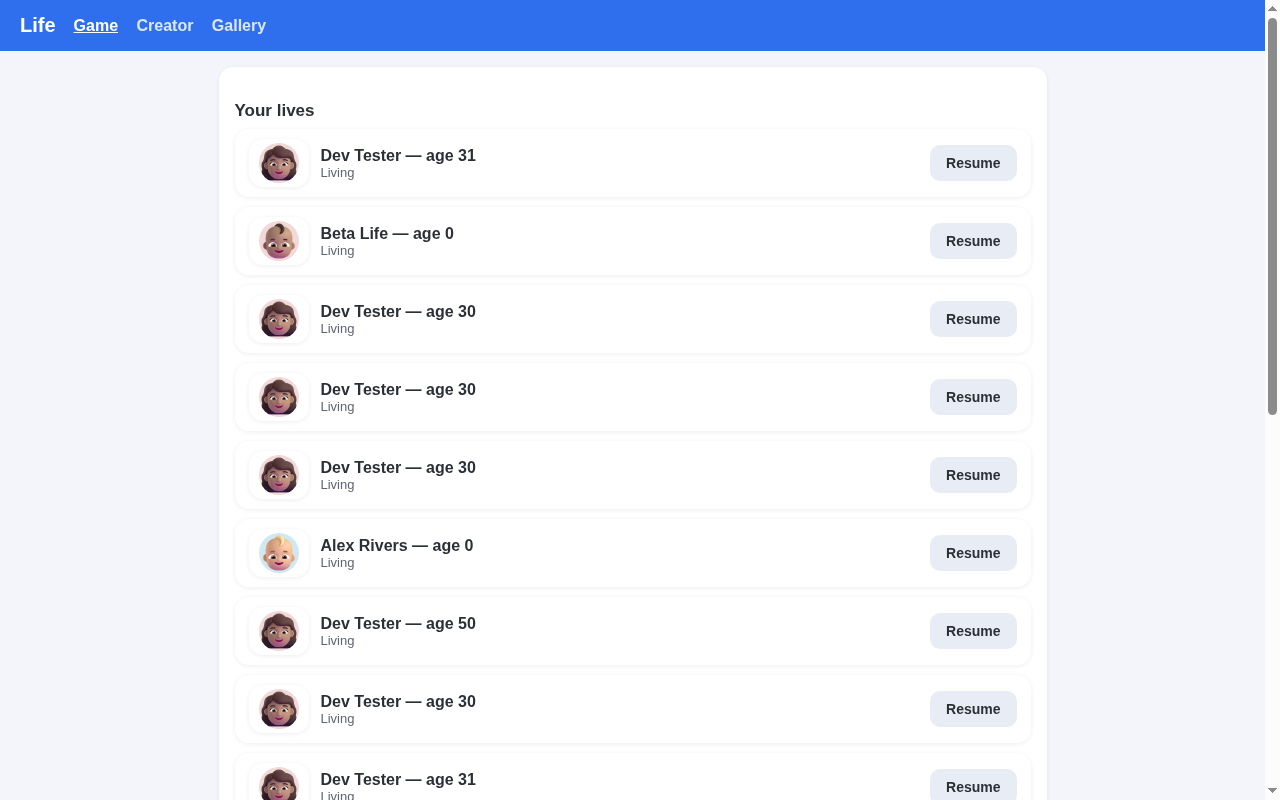 Life Game Creator Gallery
Your lives
Dev Tester — age 31
Living
Resume
Beta Life — age 0
Living
Resume
Dev Tester — age 30
Living
Resume
Dev Tester — age 30
Living
Resume
Dev Tester — age 30
Living
Resume
Alex Rivers — age 0
Living
Resume
Dev Tester — age 50
Living
Resume
Dev Tester — age 30
Living
Resume
Dev Tester — age 31
Living
Resume